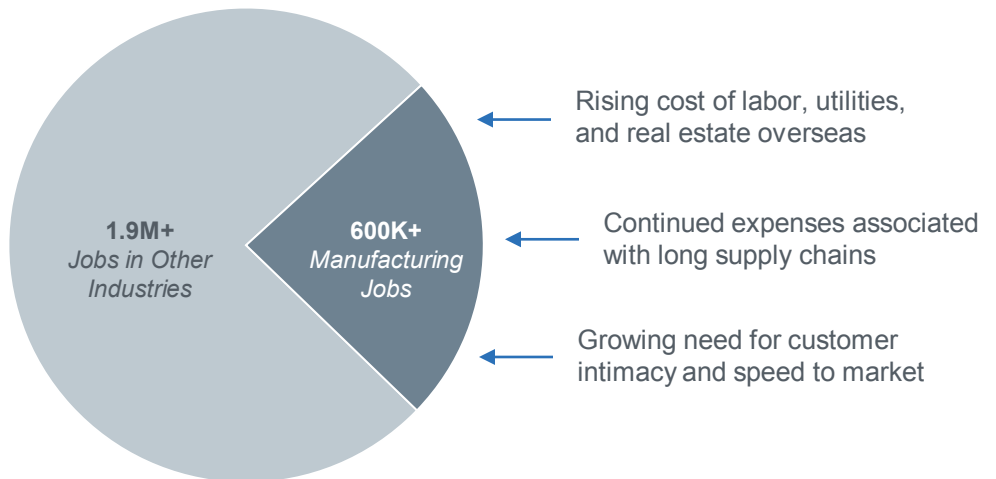 Rising cost of labor, utilities,
and real estate overseas
1.9M+
Jobs in Other
Industries
600K+
Manufacturing
Jobs
Continued expenses associated
with long supply chains
Growing need for customer
intimacy and speed to market